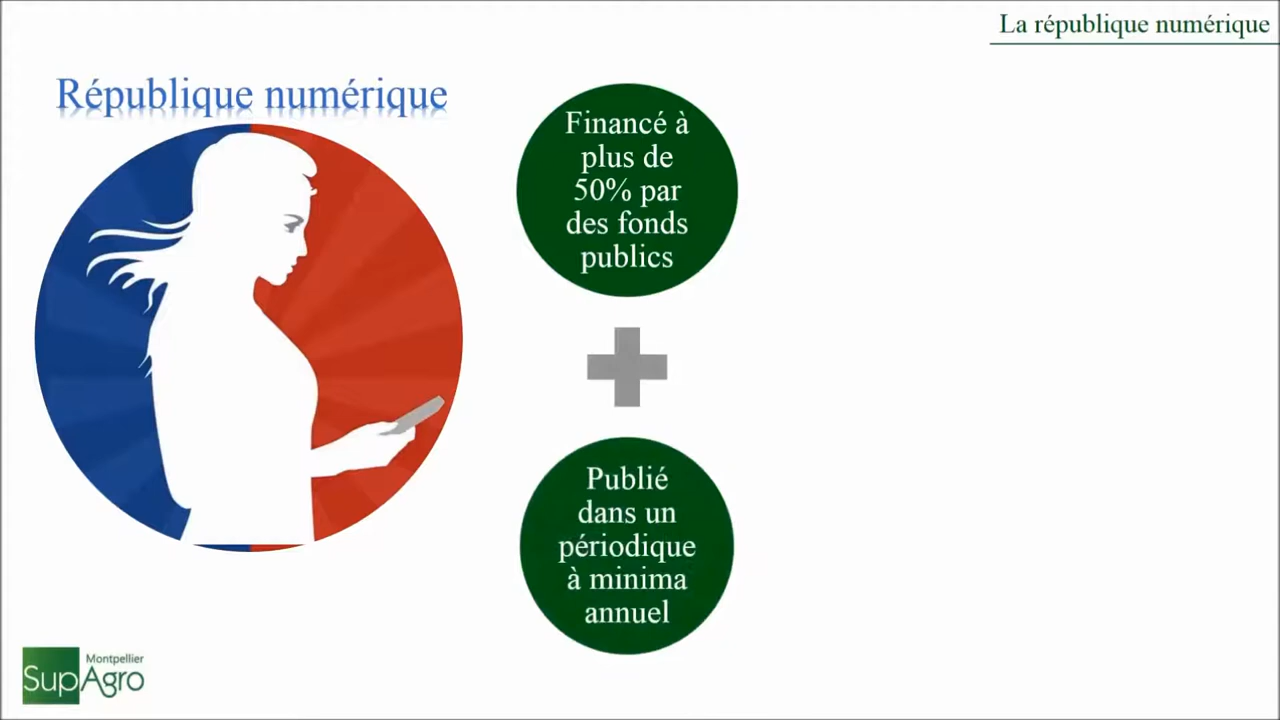 La république numérique
République numérique
Financé à
plus de
50% par
des fonds
publics
Publié
dans un
périodique
à minima
annuel
Montpellier
SupAgro